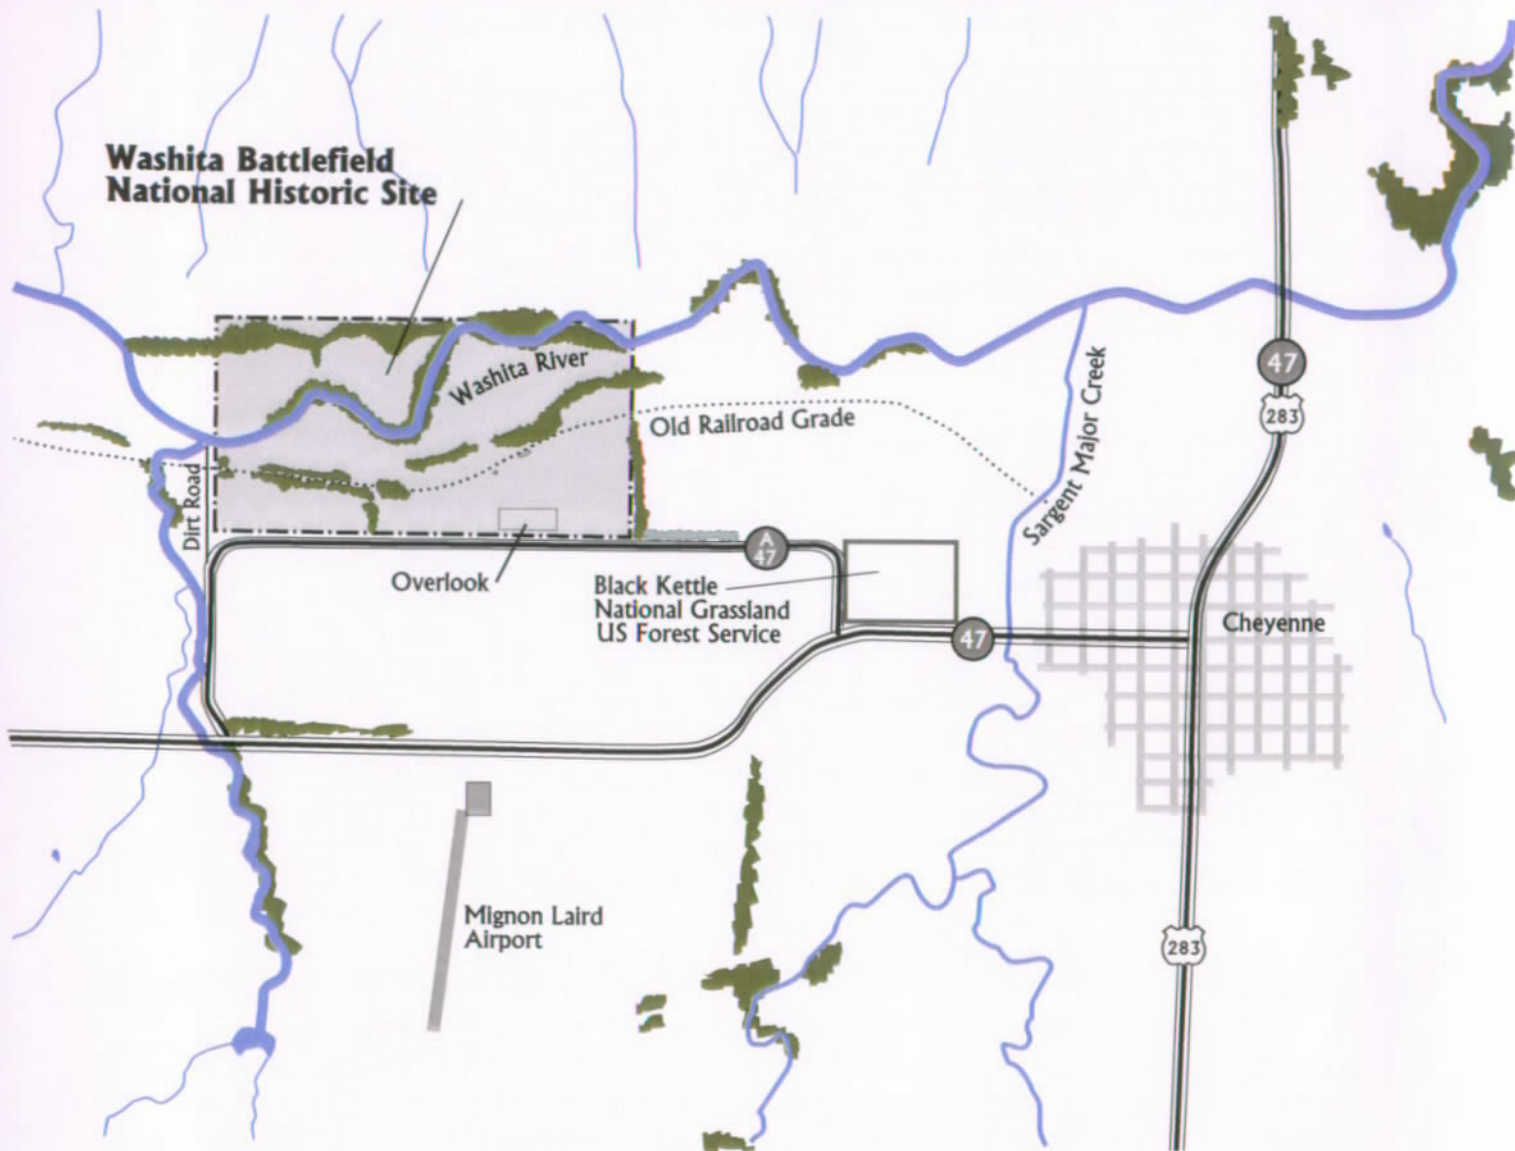 Washita Battlefield
National Historic Site
Washita River
Old Railroad Grade
Sargent Major Creek
47
283
Dirt Road
Overlook
A
47
Black Kettle
National Grassland
US Forest Service
47
Cheyenne
Mignon Laird
Airport
283